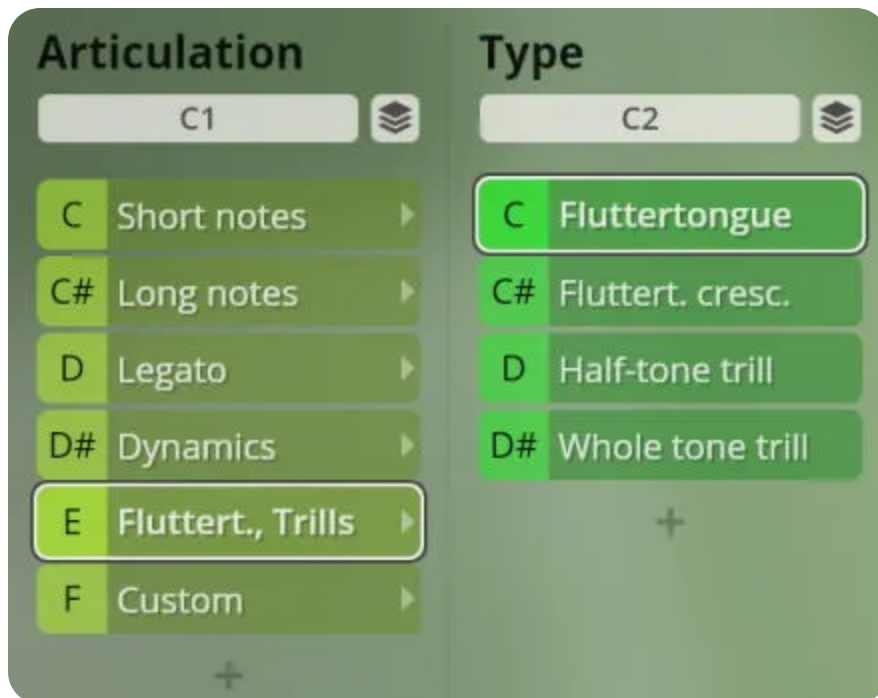 Articulation
C1
C Short notes
C# Long notes
D Legato
D# Dynamics
E Fluttert., Trills
F Custom
+
Type
C2
C Fluttertongue
C# Fluttert. cresc.
D Half-tone trill
D# Whole tone trill
+